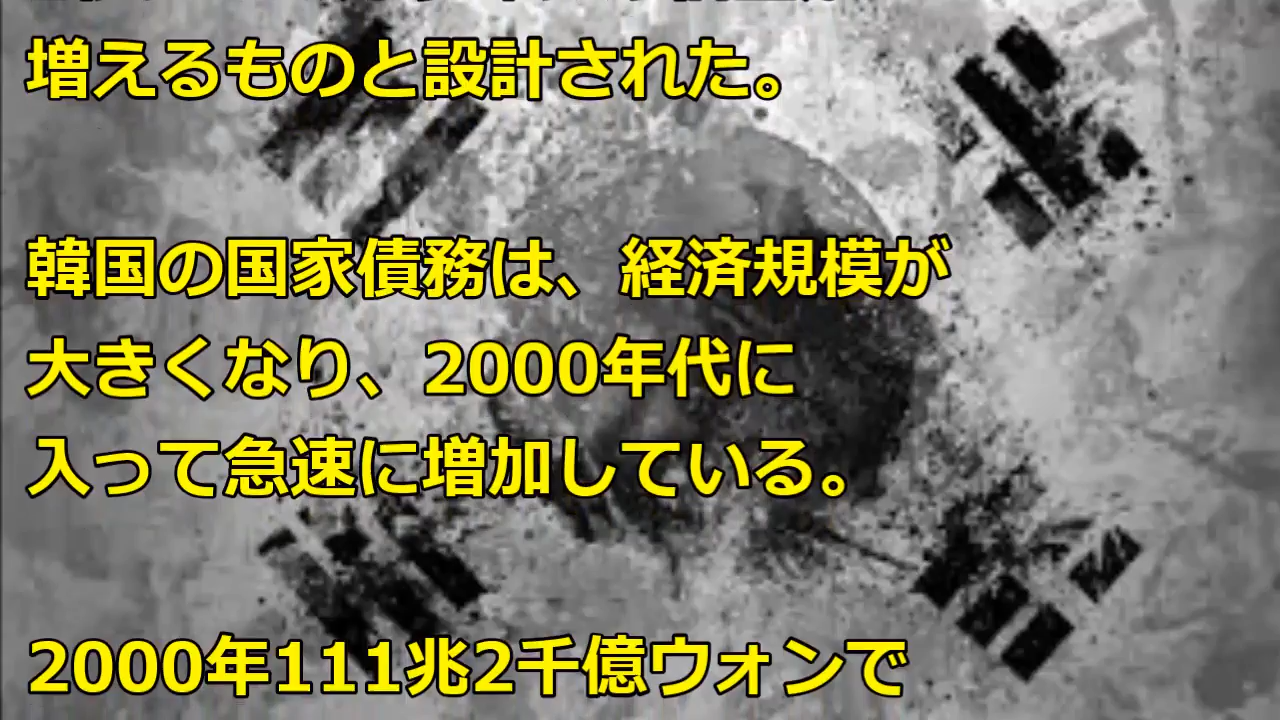 増えるものと設計された。
韓国の国家債務は、経済規模が
大きくなり、2000年代に
入って急速に増加している。
2000年111兆2千億ウォンで